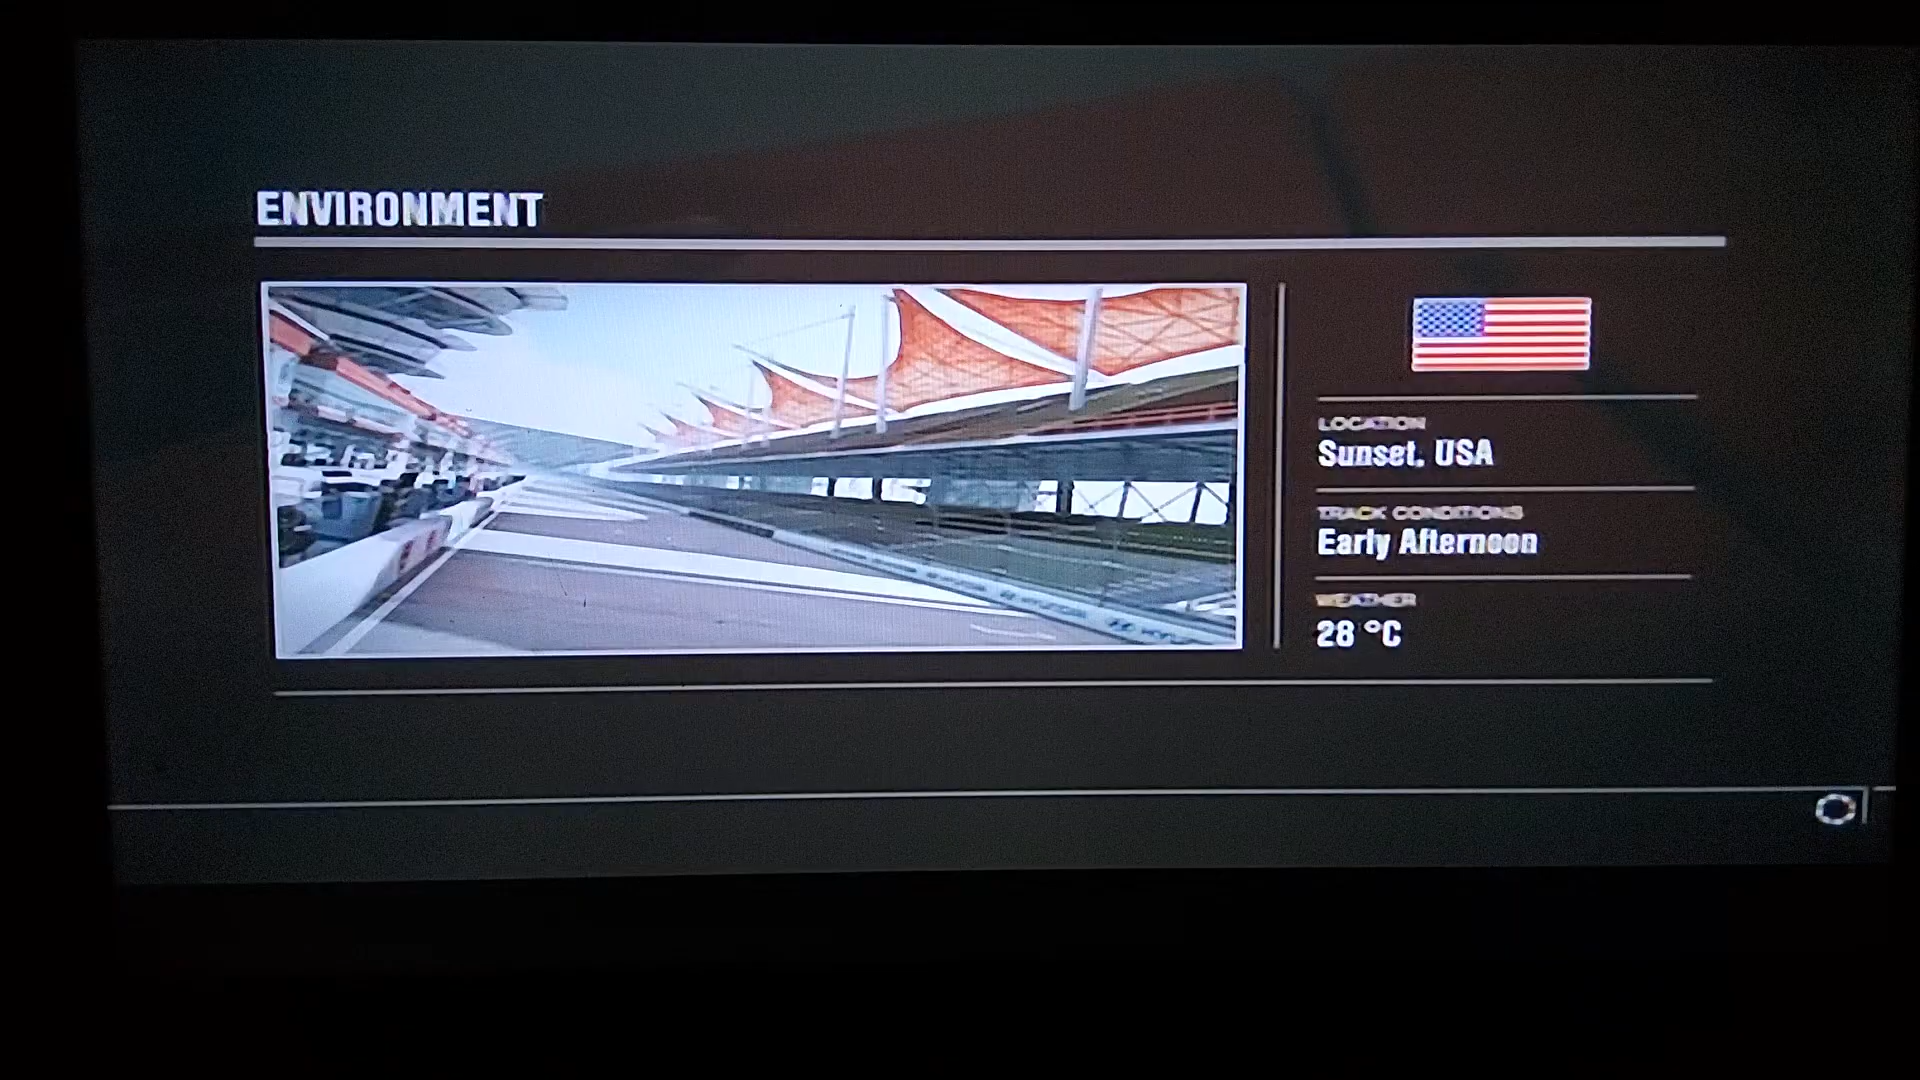 ENVIRONMENT
LOCATION
Sunset, USA
TRACK CONDITIONS
Early Afternoon
WEATHER
28 °C